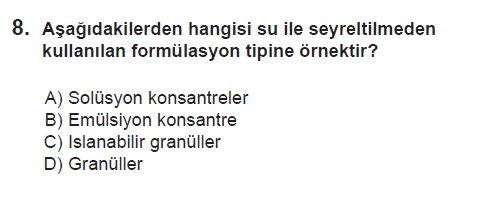 8. Aşağıdakilerden hangisi su ile seyreltilmeden
kullanılan formülasyon tipine örnektir?
A) Solüsyon konsantreler
B) Emülsiyon konsantre
C) Islanabilir granüller
D) Granüller